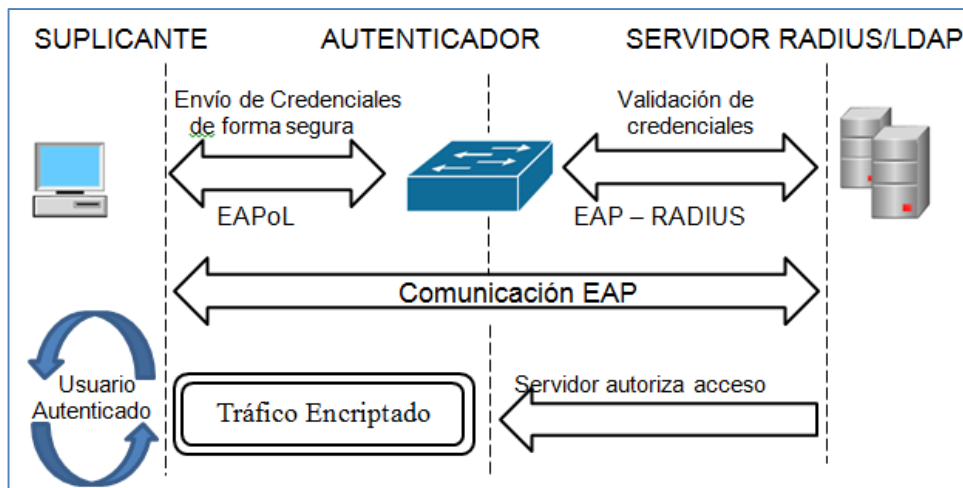 SUPLICANTE
AUTENTICADOR
SERVIDOR RADIUS/LDAP
Envío de Credenciales
de forma segura
Validación de
credenciales
EAPoL
EAP – RADIUS
Comunicación EAP
Usuario
Autenticado
Tráfico Encriptado
Servidor autoriza acceso